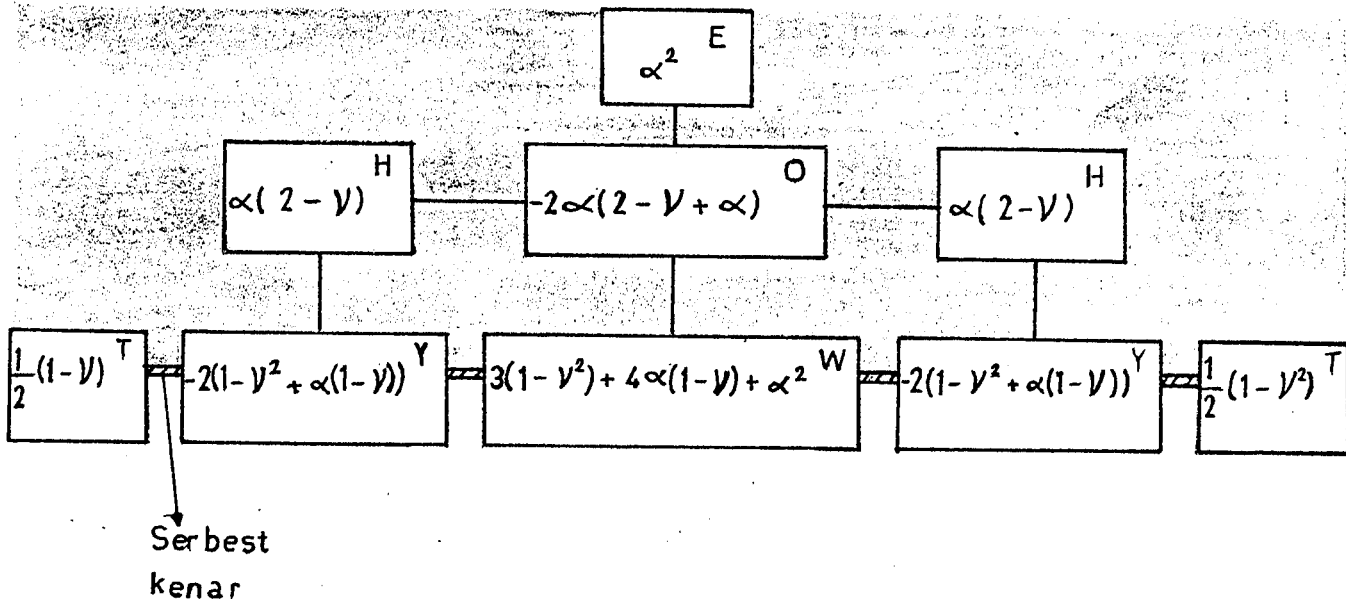 E
α²
H
α(2-ν)
O
-2α(2-ν+α)
H
α(2-ν)
T
½(1-ν)
Y
-2(1-ν²+α(1-ν))
W
3(1-ν²)+4α(1-ν)+α²
Y
-2(1-ν²+α(1-ν))
T
½(1-ν²)
Serbest
kenar